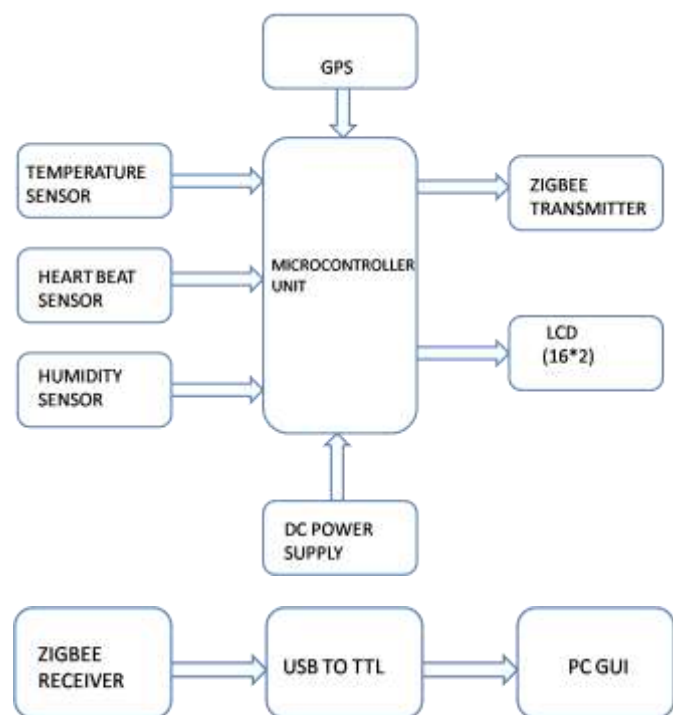 GPS
TEMPERATURE
SENSOR
ZIGBEE
TRANSMITTER
HEART BEAT
SENSOR
MICROCONTROLLER
UNIT
LCD
(16*2)
HUMIDITY
SENSOR
DC POWER
SUPPLY
ZIGBEE
RECEIVER
USB TO TTL
PC GUI